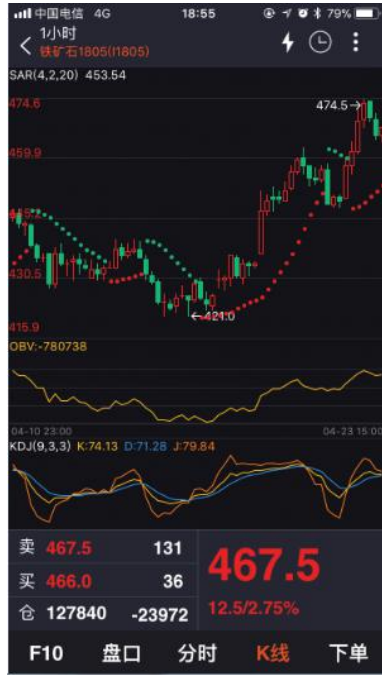 中国电信 4G 18:55 79%
1小时
铁矿石1805(I1805)
SAR(4,2,20) 453.54
474.6
474.5
459.9
445.2
430.5
421.0
415.9
OBV:-780738
04-10 23:00 04-23 15:00
KDJ(9,3,3) K:74.13 D:71.28 J:79.84
卖 467.5 131
买 466.0 36
467.5
仓 127840 -23972
12.5/2.75%
F10 盘口 分时 K线 下单